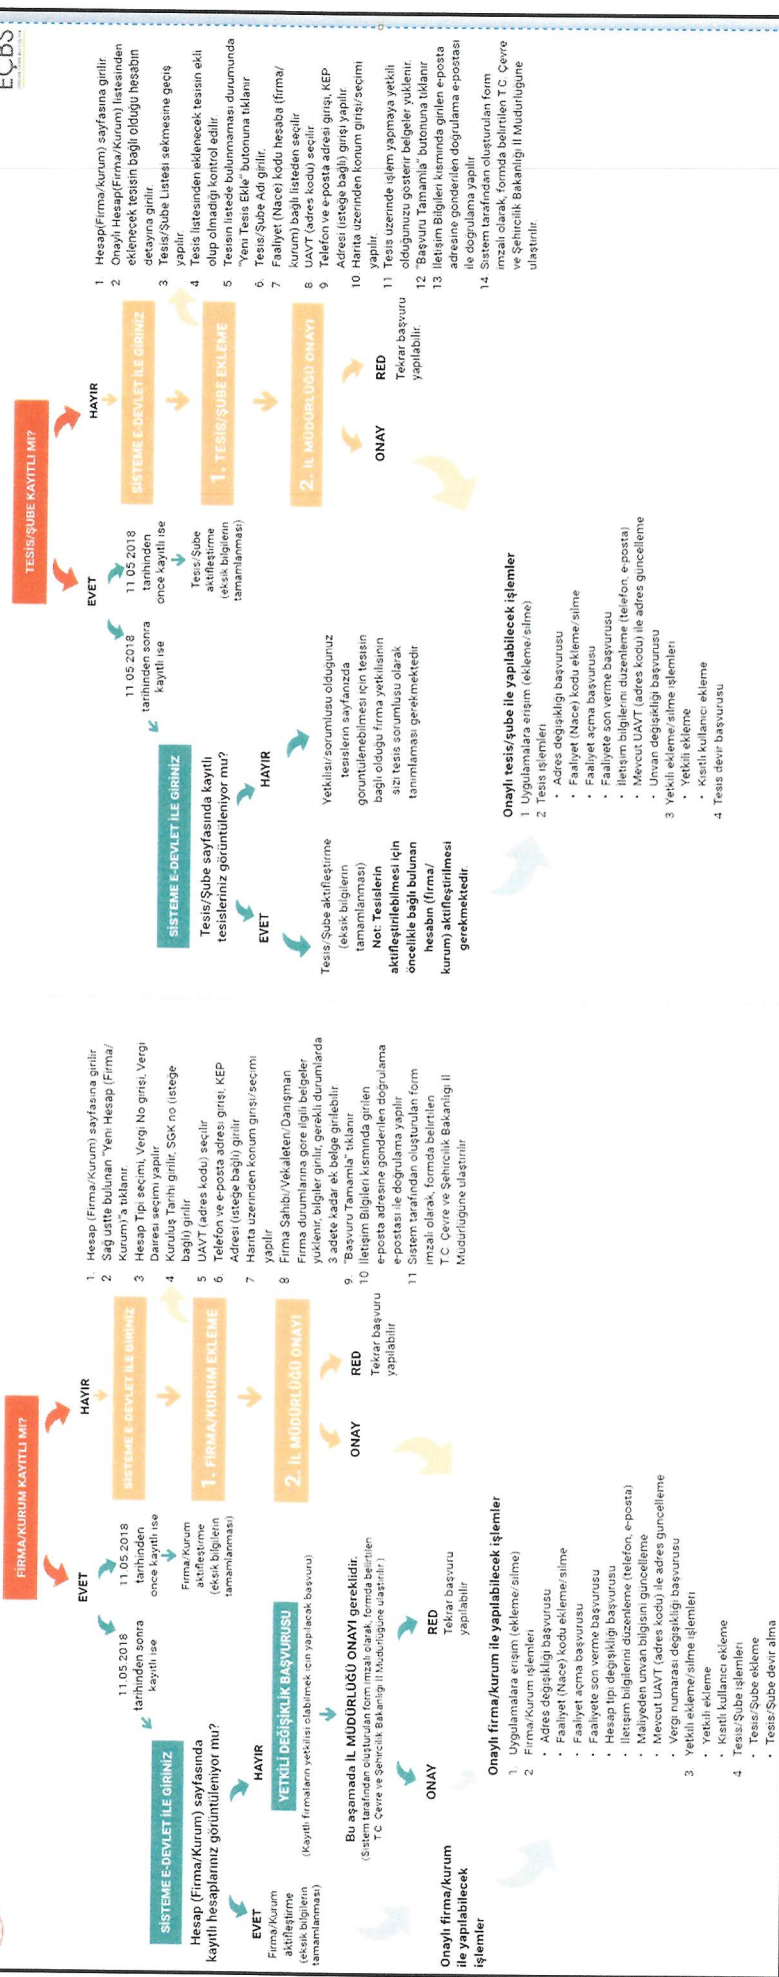 EÇBS
FİRMA/KURUM KAYITLI MI?
EVET
HAYIR
11.05.2018
tarihinden sonra
kayıtlı ise
11.05.2018
tarihinden
önce kayıtlı ise
Firma/Kurum
aktifleştirme
(eksik bilgilerin
tamamlanması)
SİSTEME E-DEVLET İLE GİRİNİZ
Hesap (Firma/Kurum) sayfasında
kayıtlı hesaplarınız görüntüleniyor mu?
EVET
Firma/Kurum
aktifleştirme
(eksik bilgilerin
tamamlanması)
HAYIR
YETKİLİ DEĞİŞİKLİK BAŞVURUSU
(Kayıtlı firmaların yetkilisi olabilmek için yapılacak başvuru)
Bu aşamada İL MÜDÜRLÜĞÜ ONAYI gereklidir.
(Sistem tarafından oluşturulan form imzalı olarak, formda belirtilen
T.C. Çevre ve Şehircilik Bakanlığı İl Müdürlüğüne ulaştırılır.)
ONAY
RED
Tekrar başvuru
yapılabilir
Onaylı firma/kurum
ile yapılabilecek
işlemler
SİSTEME E-DEVLET İLE GİRİNİZ
1. FİRMA/KURUM EKLEME
2. İL MÜDÜRLÜĞÜ ONAYI
ONAY
RED
Tekrar başvuru
yapılabilir
1. Hesap (Firma/Kurum) sayfasına girilir
2 Sağ üstte bulunan "Yeni Hesap (Firma/
Kurum)"a tıklanır.
3 Hesap Tipi seçimi, Vergi No girişi, Vergi
Dairesi seçimi yapılır
4 Kuruluş Tarihi girilir, SGK no (isteğe
bağlı) girilir
5 UAVT (adres kodu) seçilir
6 Telefon ve e-posta adresi girişi, KEP
Adresi (isteğe bağlı) girilir
7 Harita üzerinden konum girişi/seçimi
yapılır
8 Firma Sahibi/Vekaleten/Danışman
Firma durumlarına göre ilgili belgeler
yüklenir, bilgiler girilir, gerekli durumlarda
3 adete kadar ek belge girilebilir
9. "Başvuru Tamamla" tıklanır
10 İletişim Bilgileri kısmında girilen
e-posta adresine gönderilen doğrulama
e-postası ile doğrulama yapılır
11 Sistem tarafından oluşturulan form
imzalı olarak, formda belirtilen
T.C. Çevre ve Şehircilik Bakanlığı İl
Müdürlüğüne ulaştırılır
Onaylı firma/kurum ile yapılabilecek işlemler
1. Uygulamalara erişim (ekleme/silme)
2 Firma/Kurum işlemleri
• Adres değişikliği başvurusu
• Faaliyet (Nace) kodu ekleme/silme
• Faaliyet açma başvurusu
• Faaliyete son verme başvurusu
• Hesap tipi değişikliği başvurusu
• İletişim bilgilerini düzenleme (telefon, e-posta)
• Maliyeden unvan bilgisini güncelleme
• Mevcut UAVT (adres kodu) ile adres güncelleme
• Vergi numarası değişikliği başvurusu
3 Yetkili ekleme/silme işlemleri
• Yetkili ekleme
• Kısıtlı kullanıcı ekleme
4 Tesis/Şube işlemleri
• Tesis/Şube ekleme
• Tesis/Şube devir alma
TESİS/ŞUBE KAYITLI MI?
EVET
HAYIR
11 05 2018
tarihinden sonra
kayıtlı ise
11 05 2018
tarihinden
önce kayıtlı ise
Tesis/Şube
aktifleştirme
(eksik bilgilerin
tamamlanması)
SİSTEME E-DEVLET İLE GİRİNİZ
Tesis/Şube sayfasında kayıtlı
tesisleriniz görüntüleniyor mu?
EVET
Tesis/Şube aktifleştirme
(eksik bilgilerin
tamamlanması)
Not: Tesislerin
aktifleştirilebilmesi için
öncelikle bağlı bulunan
hesabın (firma/
kurum) aktifleştirilmesi
gerekmektedir.
HAYIR
Yetkilisi/sorumlusu olduğunuz
tesislerin sayfanızda
görüntülenebilmesi için tesisin
bağlı olduğu firma yetkilisinin
sizi tesis sorumlusu olarak
tanımlaması gerekmektedir
SİSTEME E-DEVLET İLE GİRİNİZ
1. TESİS/ŞUBE EKLEME
2. İL MÜDÜRLÜĞÜ ONAYI
ONAY
RED
Tekrar başvuru
yapılabilir.
1 Hesap(Firma/kurum) sayfasına girilir.
2 Onaylı Hesap(Firma/Kurum) listesinden
eklenecek tesisin bağlı olduğu hesabın
detayına girilir.
3 Tesis/Şube Listesi sekmesine geçiş
yapılır.
4 Tesis listesinden eklenecek tesisin ekli
olup olmadığı kontrol edilir.
5 Tesisin listede bulunmaması durumunda
"Yeni Tesis Ekle" butonuna tıklanır
6. Tesis/Şube Adı girilir.
7 Faaliyet (Nace) kodu hesaba (firma/
kurum) bağlı listeden seçilir
8 UAVT (adres kodu) seçilir.
9 Telefon ve e-posta adresi girişi, KEP
Adresi (isteğe bağlı) girişi yapılır.
10. Harita üzerinden konum girişi/seçimi
yapılır.
11 Tesis üzerinde işlem yapmaya yetkili
olduğunuzu gösterir belgeler yüklenir.
12 "Başvuru Tamamla" butonuna tıklanır
13 İletişim Bilgileri kısmında girilen e-posta
adresine gönderilen doğrulama e-postası
ile doğrulama yapılır.
14 Sistem tarafından oluşturulan form
imzalı olarak, formda belirtilen T.C. Çevre
ve Şehircilik Bakanlığı İl Müdürlüğüne
ulaştırılır.
Onaylı tesis/şube ile yapılabilecek işlemler
1 Uygulamalara erişim (ekleme/silme)
2 Tesis işlemleri
• Adres değişikliği başvurusu
• Faaliyet (Nace) kodu ekleme/silme
• Faaliyet açma başvurusu
• Faaliyete son verme başvurusu
• İletişim bilgilerini düzenleme (telefon, e-posta)
• Mevcut UAVT (adres kodu) ile adres güncelleme
• Unvan değişikliği başvurusu
3 Yetkili ekleme/silme işlemleri
• Yetkili ekleme
• Kısıtlı kullanıcı ekleme
4 Tesis devir başvurusu